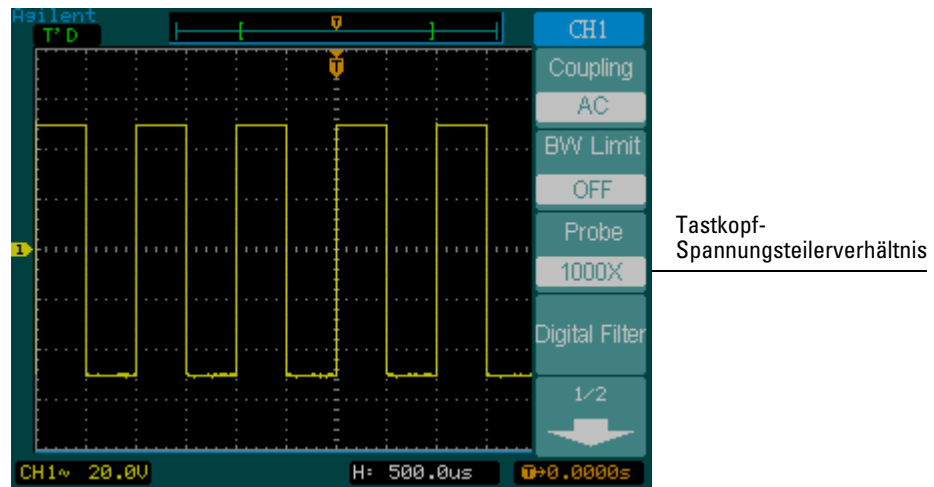 Agilent
T'D
T
CH1
T
Coupling
AC
BW Limit
OFF
Probe
1000X
Tastkopf-
Spannungsteilerverhältnis
1
Digital Filter
1/2
CH1~ 20.0V
H: 500.0us
T→0.0000s